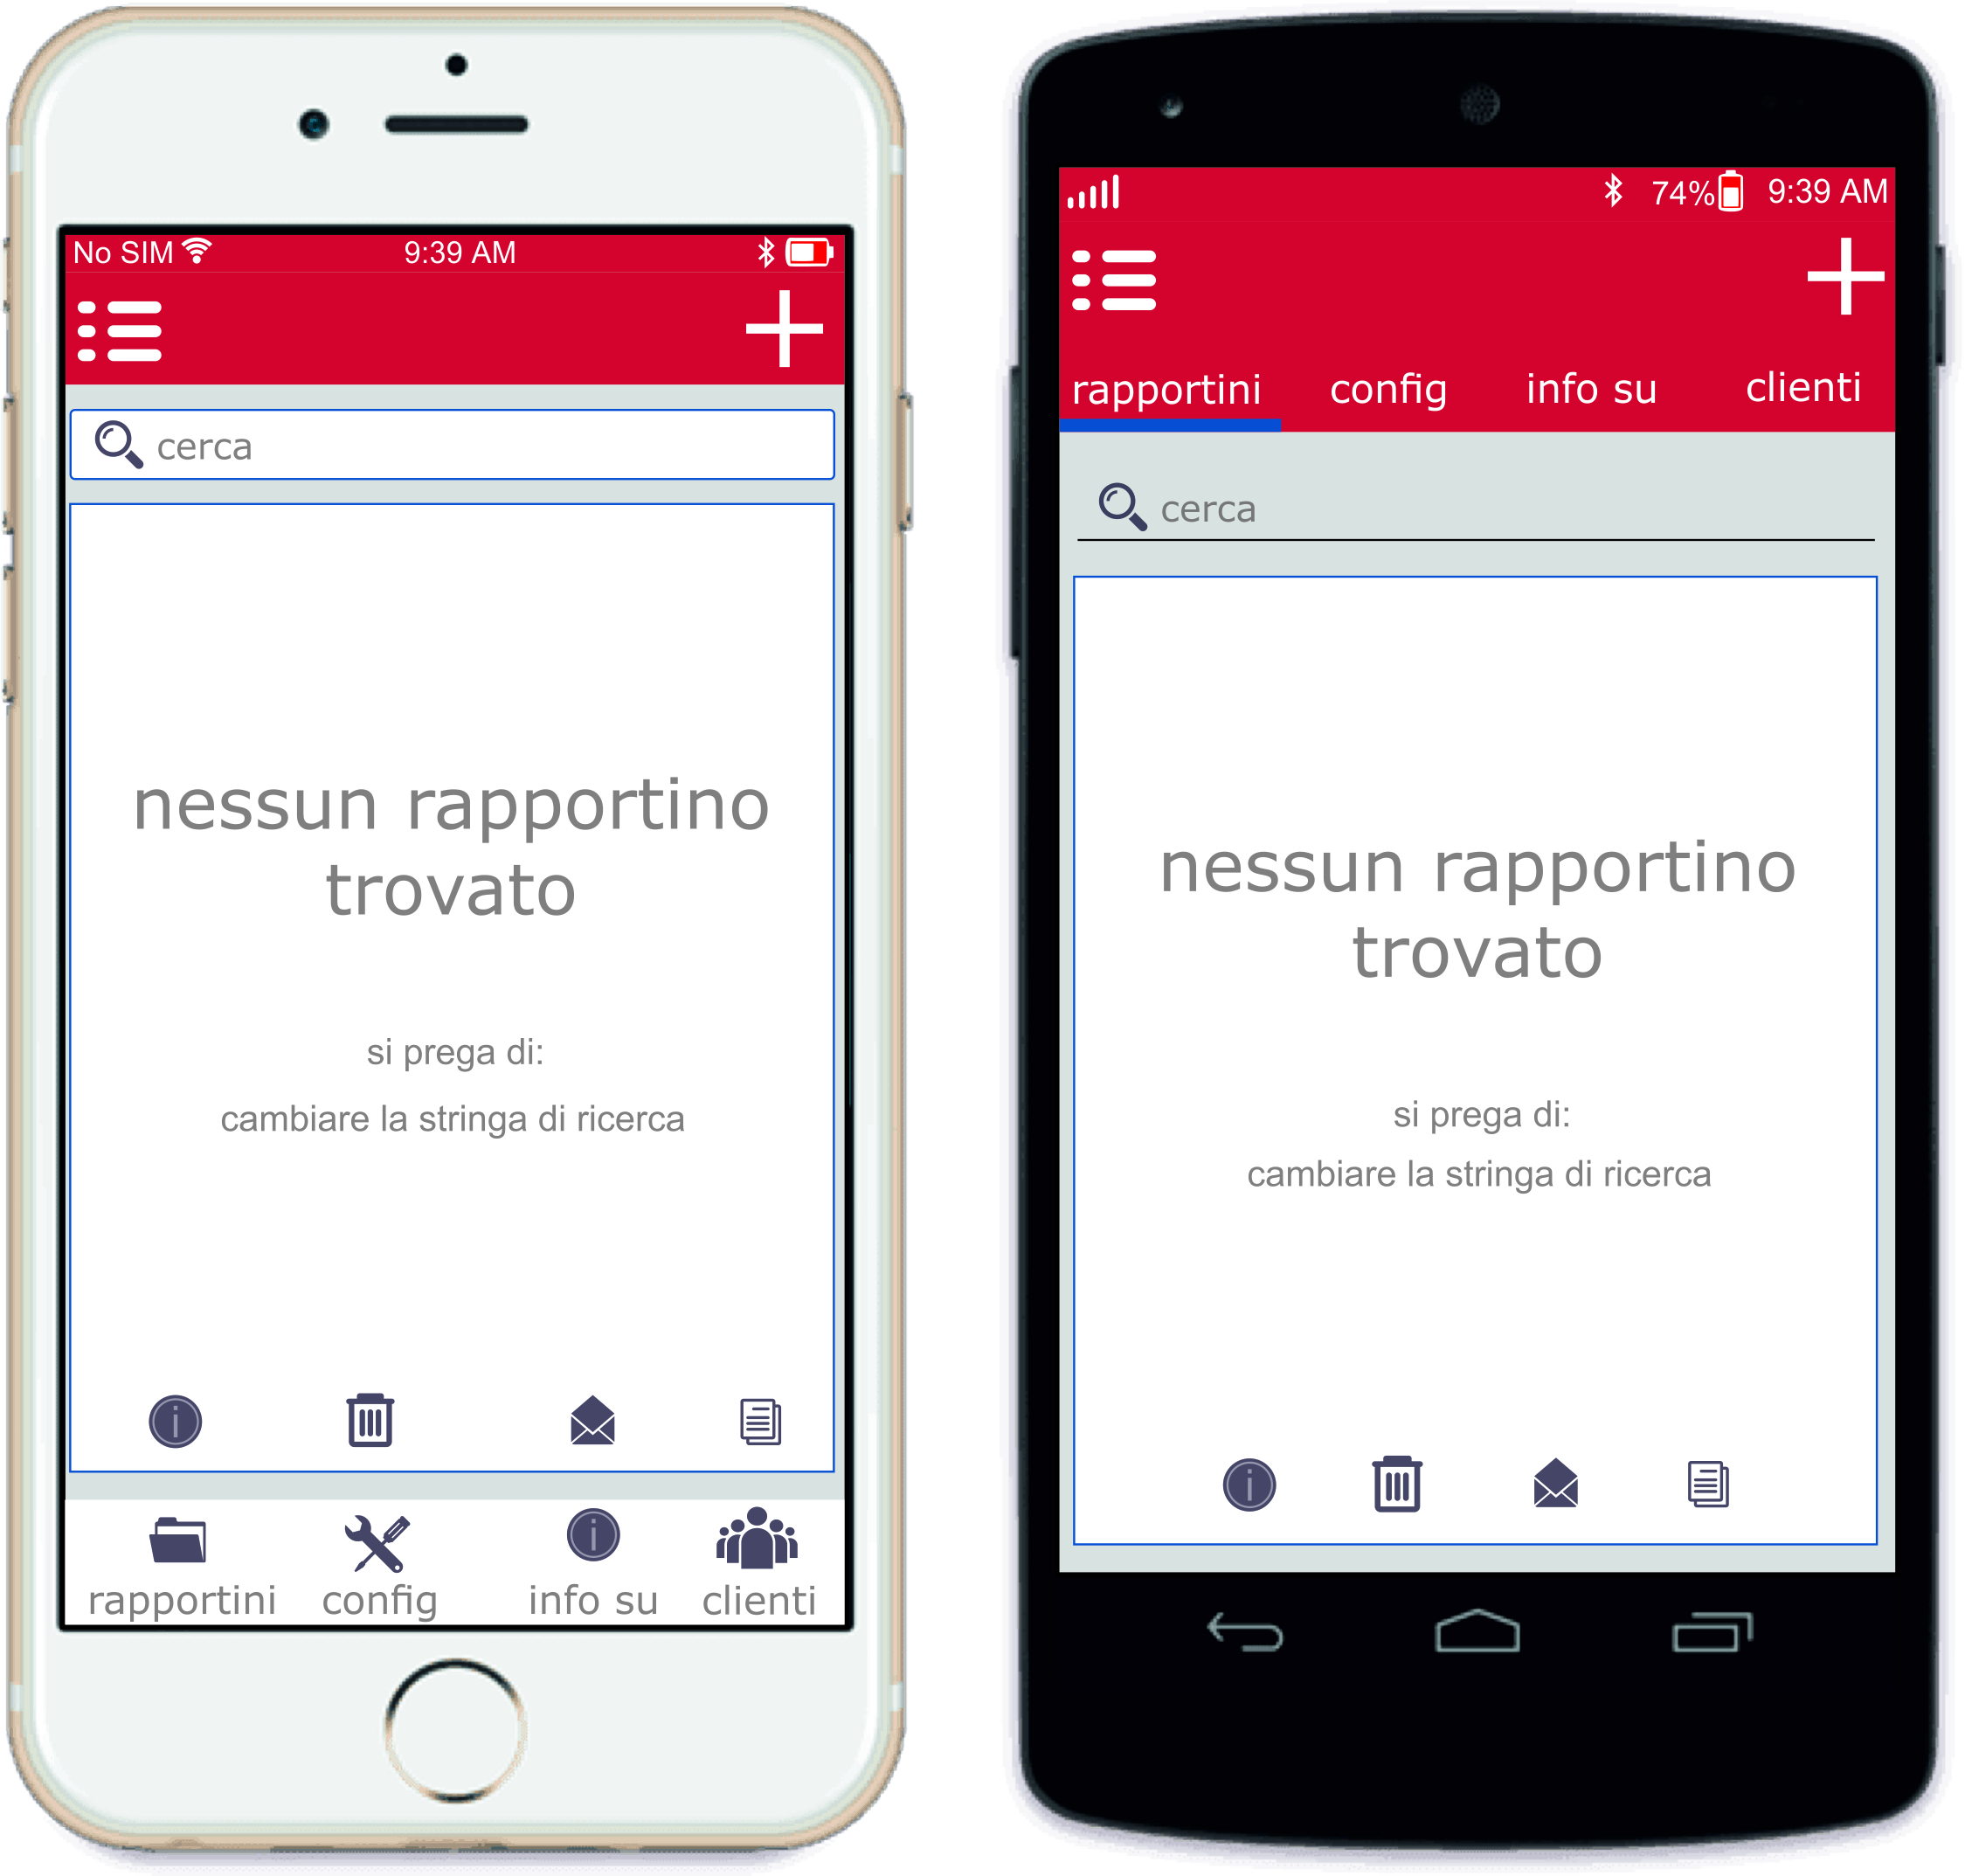 No SIM 9:39 AM
cerca
nessun rapportino
trovato
si prega di:
cambiare la stringa di ricerca
rapportini config info su clienti
74% 9:39 AM
rapportini config info su clienti
cerca
nessun rapportino
trovato
si prega di:
cambiare la stringa di ricerca